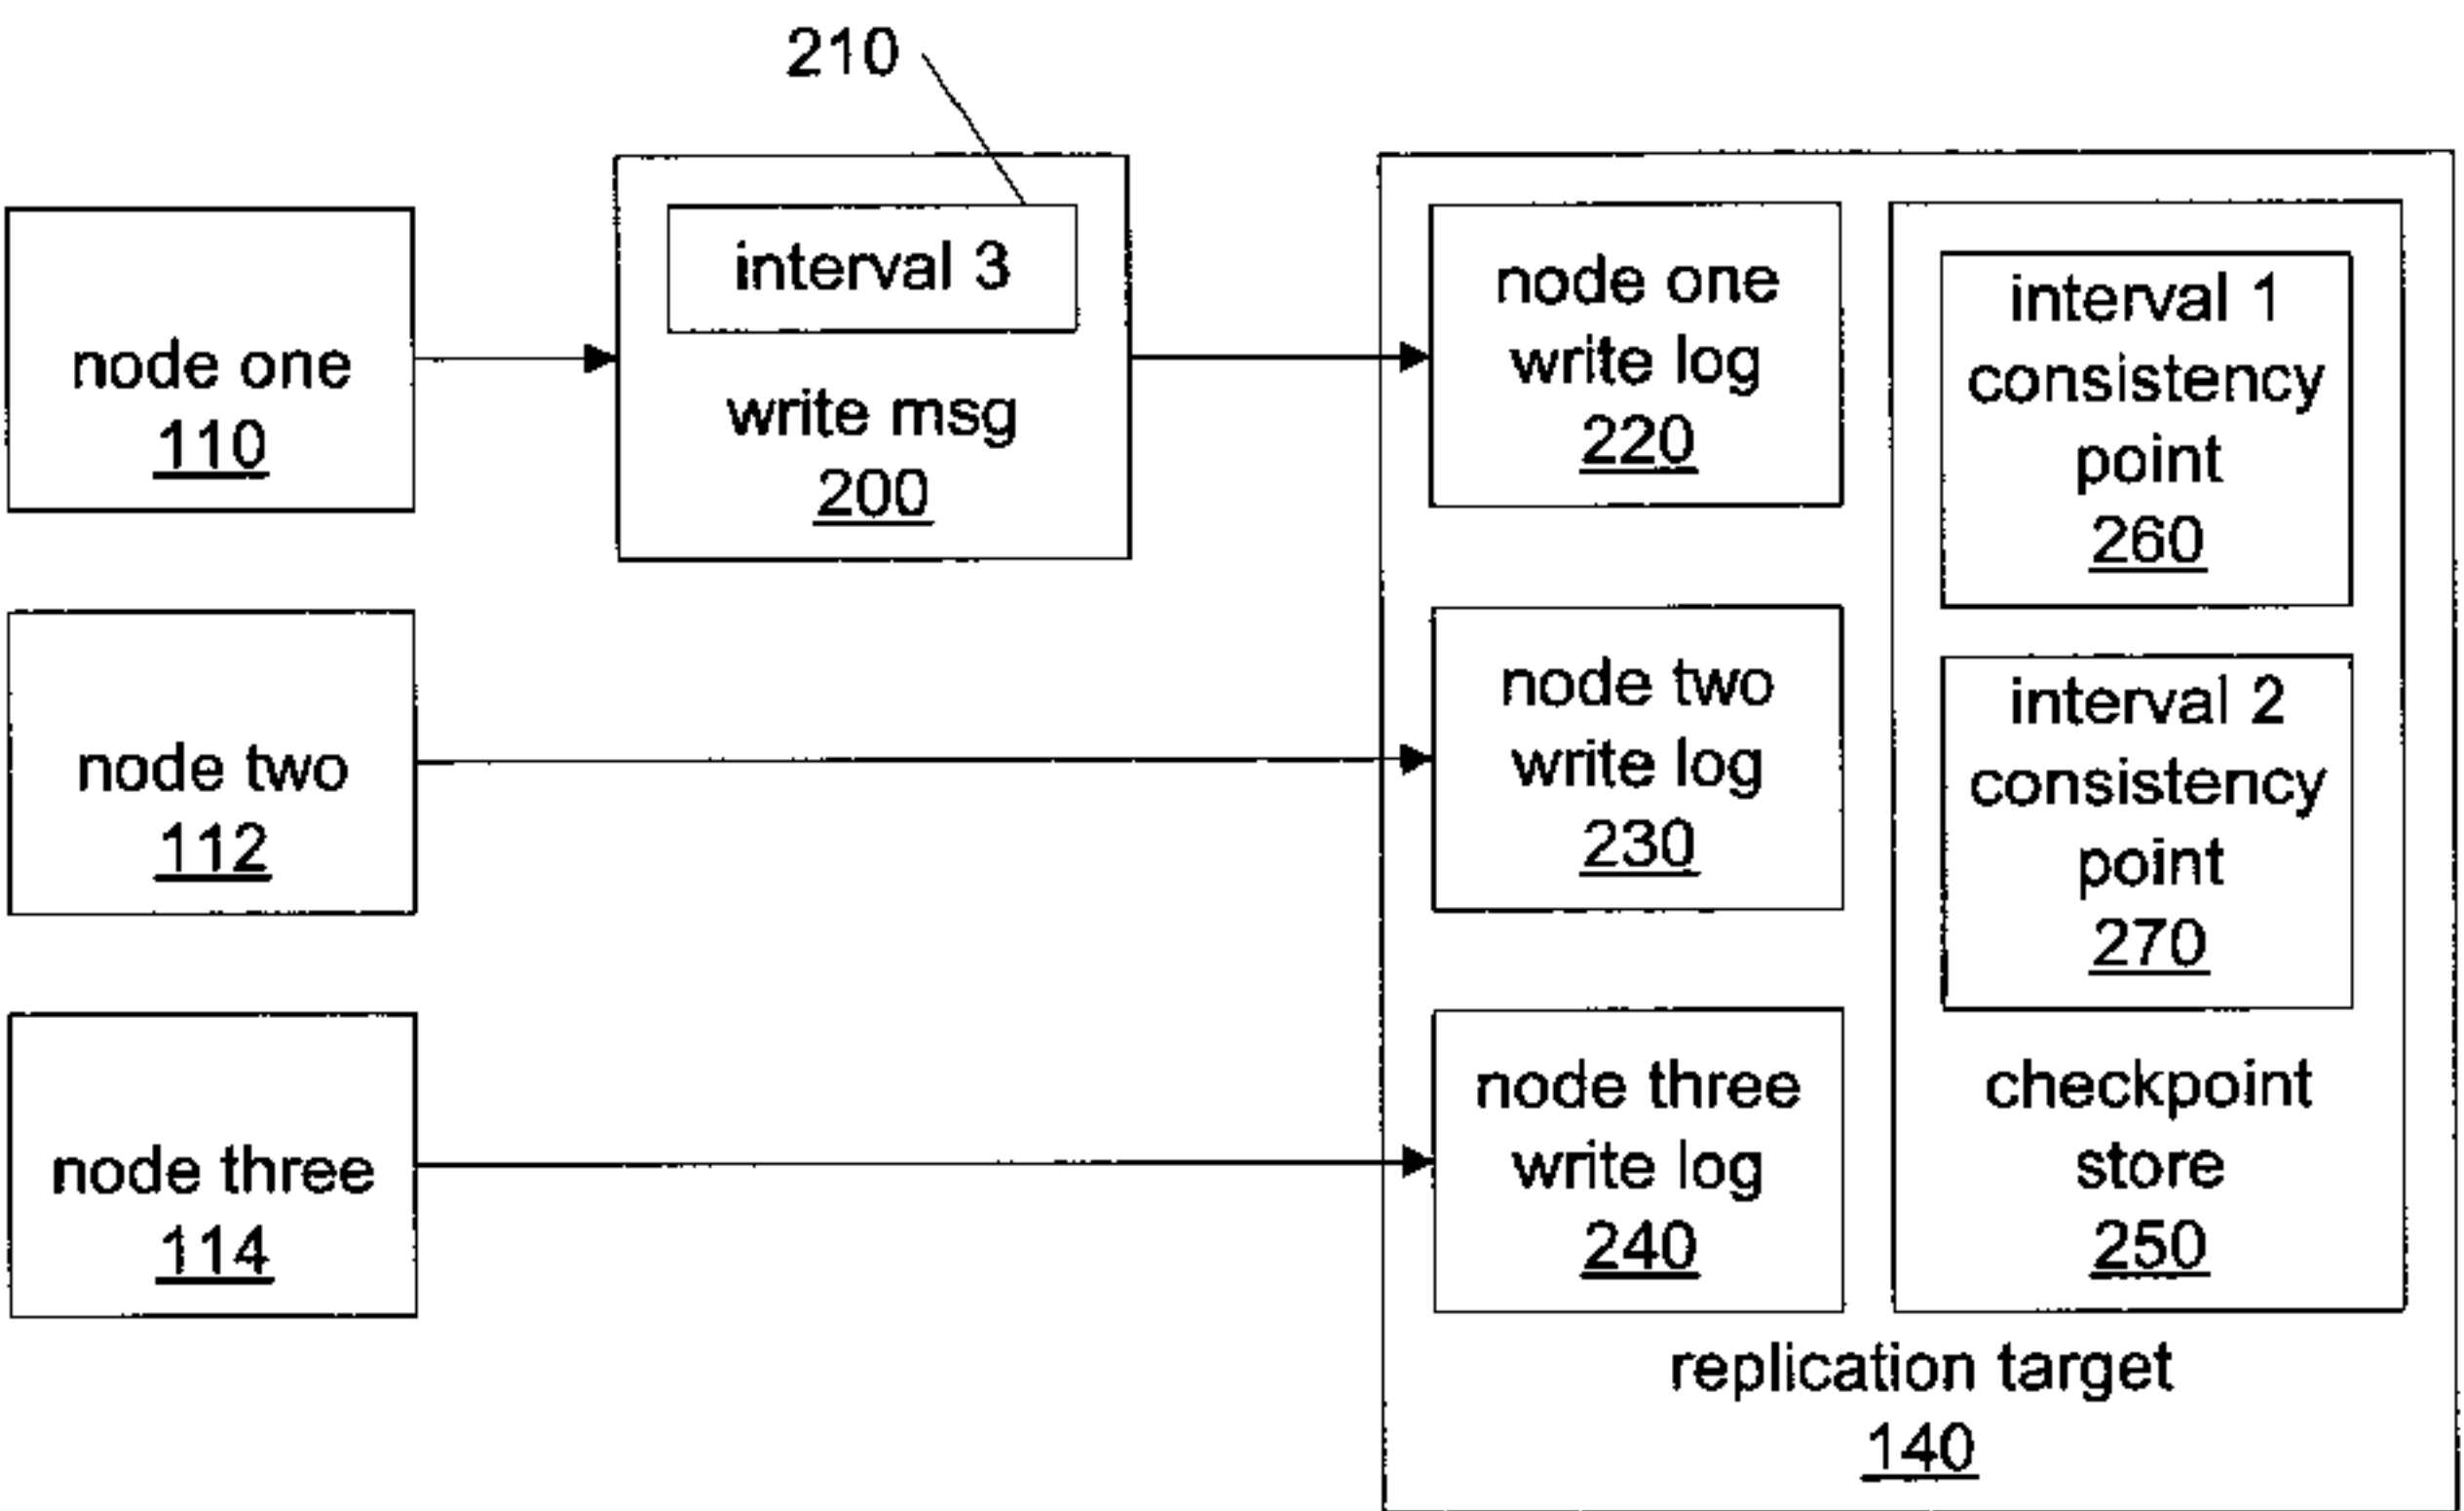 210
node one
110
interval 3
write msg
200
node one
write log
220
interval 1
consistency
point
260
node two
112
node two
write log
230
interval 2
consistency
point
270
node three
114
node three
write log
240
checkpoint
store
250
replication target
140